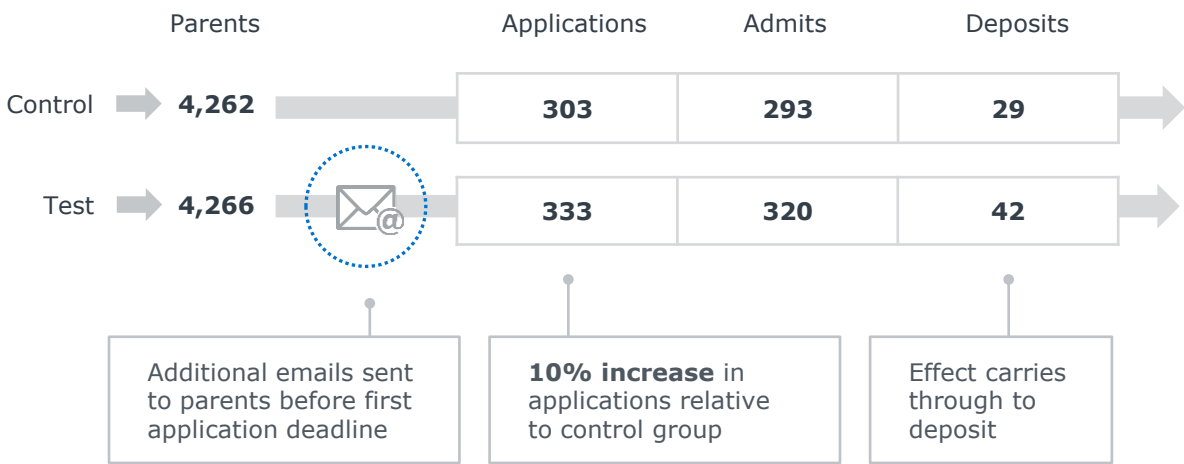 Parents Applications Admits Deposits
Control 4,262 303 293 29
Test 4,266 @ 333 320 42
Additional emails sent
to parents before first
application deadline
10% increase in
applications relative
to control group
Effect carries
through to
deposit